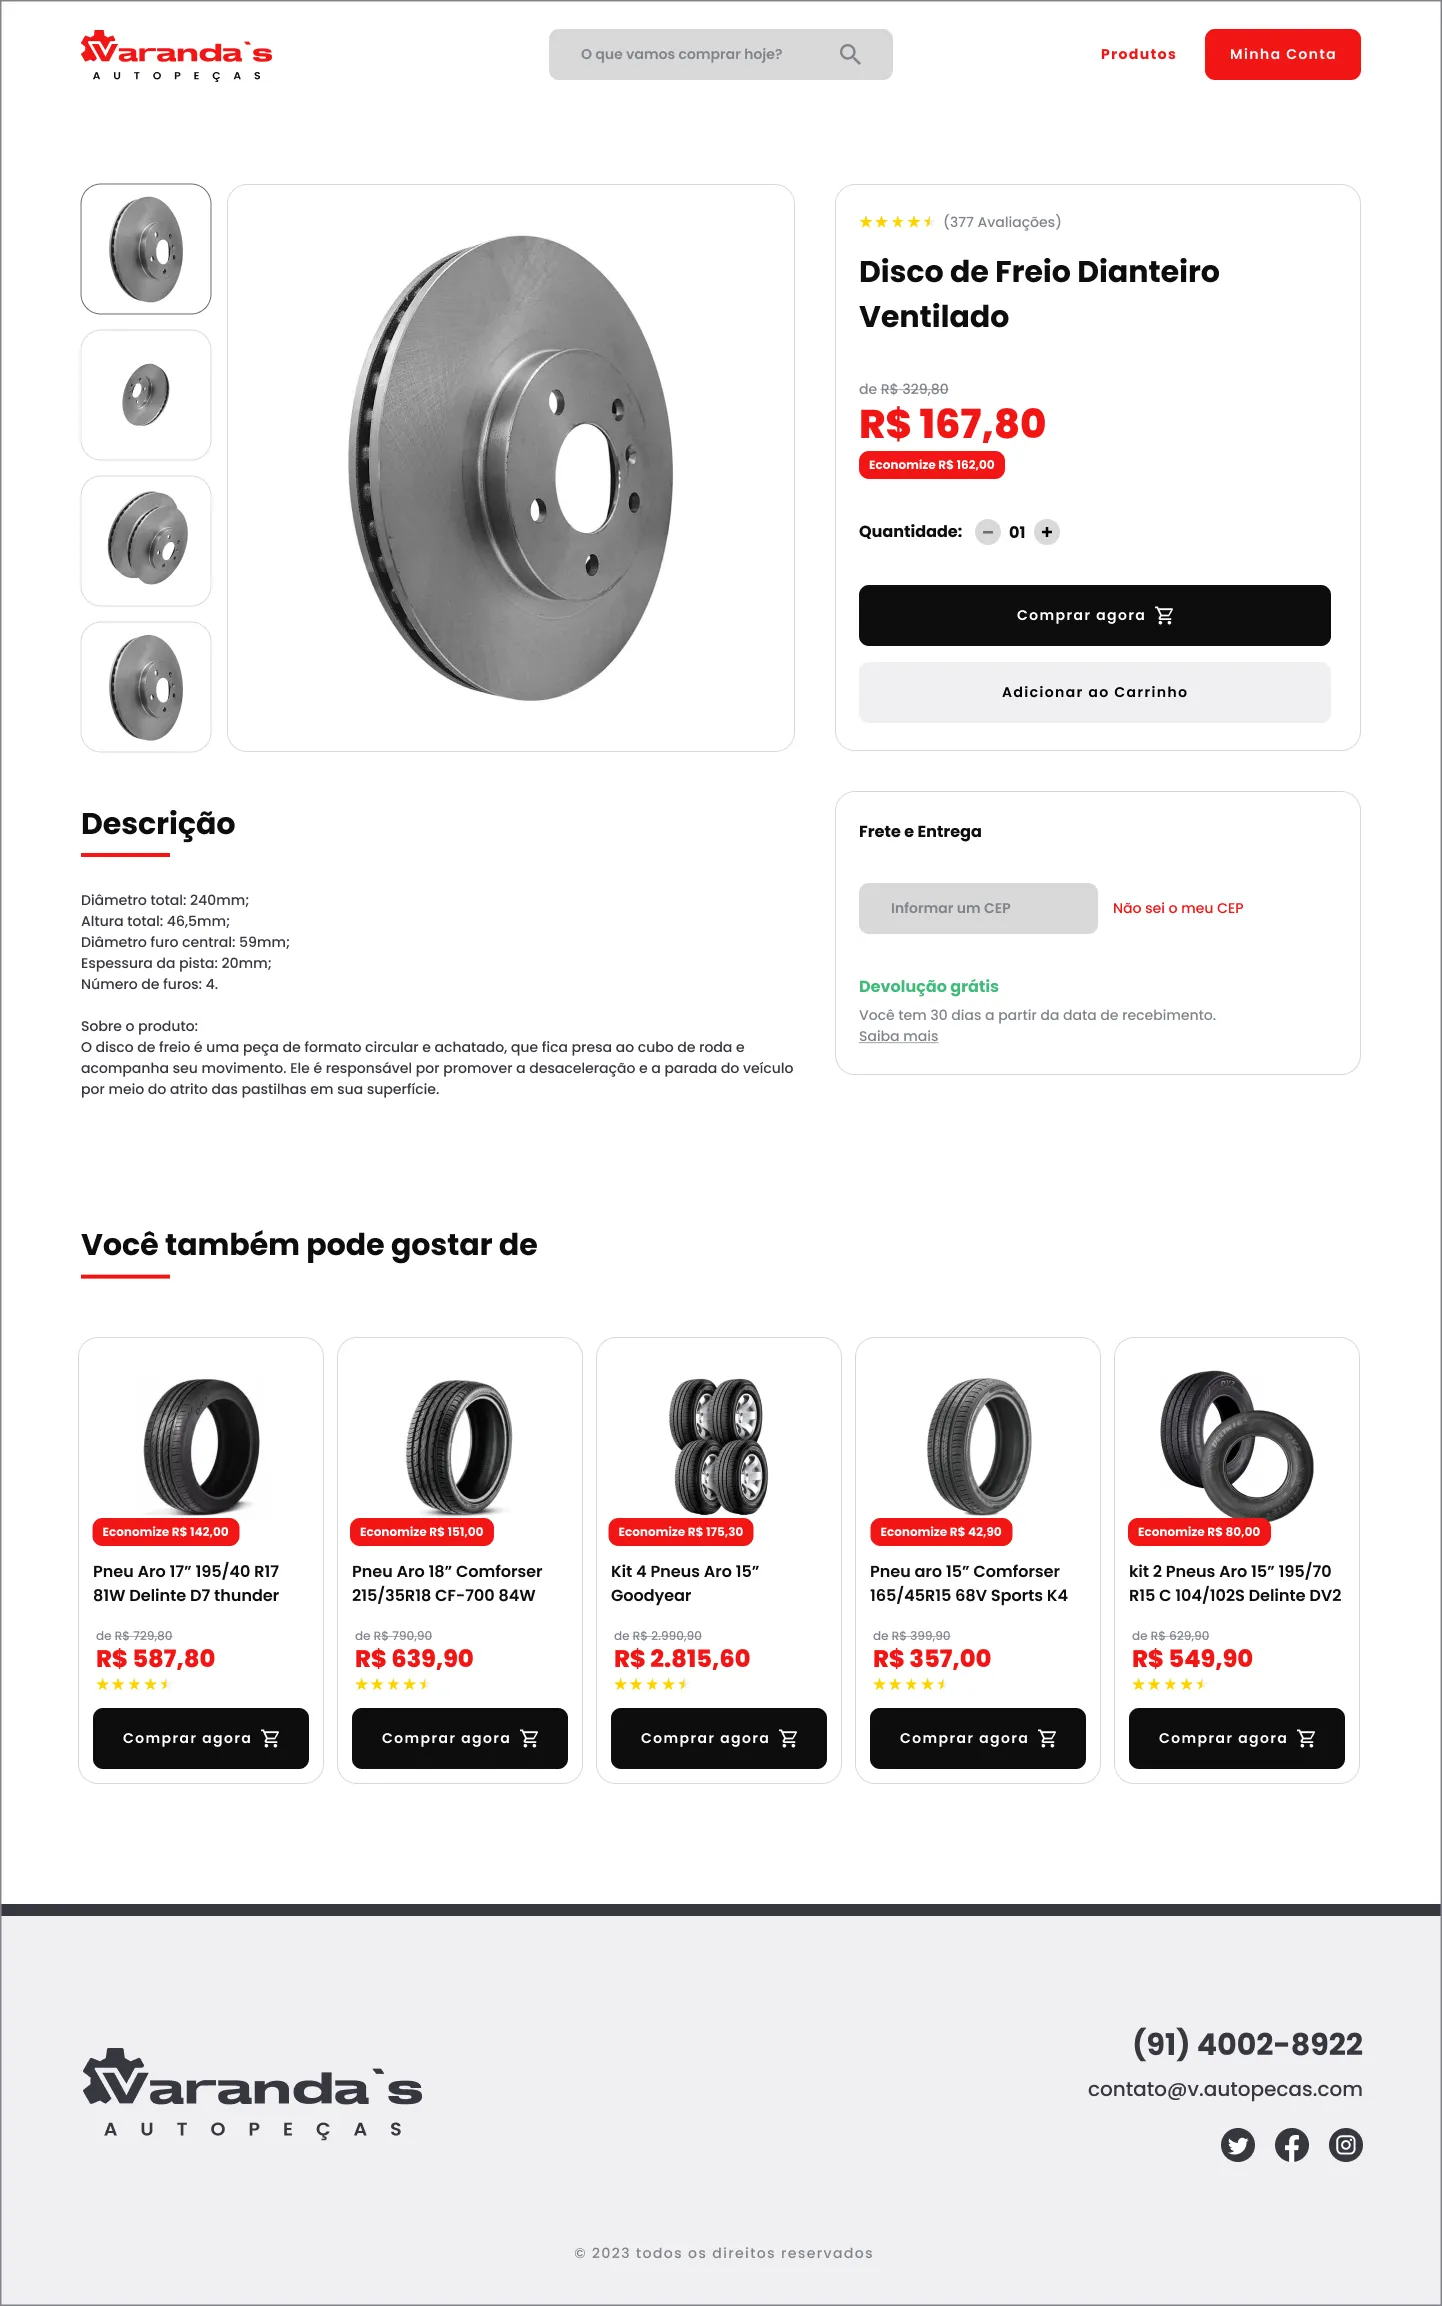 Varanda`s
AUTOPEÇAS
O que vamos comprar hoje?
Produtos
Minha Conta
(377 Avaliações)
Disco de Freio Dianteiro
Ventilado
de R$ 329,80
R$ 167,80
Economize R$ 162,00
Quantidade: − 01 +
Comprar agora
Adicionar ao Carrinho
Descrição
Diâmetro total: 240mm;
Altura total: 46,5mm;
Diâmetro furo central: 59mm;
Espessura da pista: 20mm;
Número de furos: 4.
Sobre o produto:
O disco de freio é uma peça de formato circular e achatado, que fica presa ao cubo de roda e
acompanha seu movimento. Ele é responsável por promover a desaceleração e a parada do veículo
por meio do atrito das pastilhas em sua superfície.
Frete e Entrega
Informar um CEP
Não sei o meu CEP
Devolução grátis
Você tem 30 dias a partir da data de recebimento.
Saiba mais
Você também pode gostar de
Economize R$ 142,00
Pneu Aro 17” 195/40 R17
81W Delinte D7 thunder
de R$ 729,80
R$ 587,80
Comprar agora
Economize R$ 151,00
Pneu Aro 18” Comforser
215/35R18 CF-700 84W
de R$ 790,90
R$ 639,90
Comprar agora
Economize R$ 175,30
Kit 4 Pneus Aro 15”
Goodyear
de R$ 2.990,90
R$ 2.815,60
Comprar agora
Economize R$ 42,90
Pneu aro 15” Comforser
165/45R15 68V Sports K4
de R$ 399,90
R$ 357,00
Comprar agora
Economize R$ 80,00
kit 2 Pneus Aro 15” 195/70
R15 C 104/102S Delinte DV2
de R$ 629,90
R$ 549,90
Comprar agora
Varanda`s
AUTOPEÇAS
(91) 4002-8922
contato@v.autopecas.com
© 2023 todos os direitos reservados